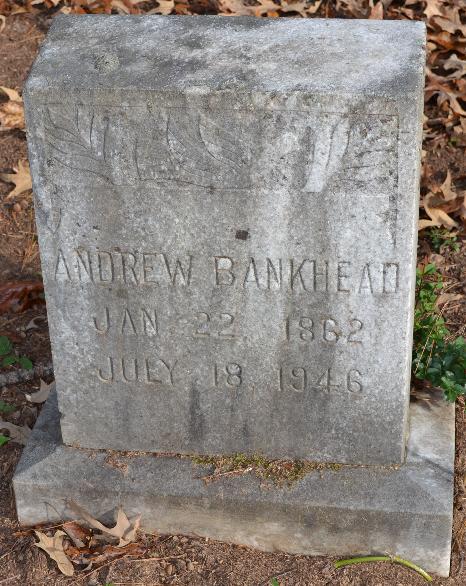 ANDREW BANKHEAD
JAN. 22, 1862
JULY 18, 1946